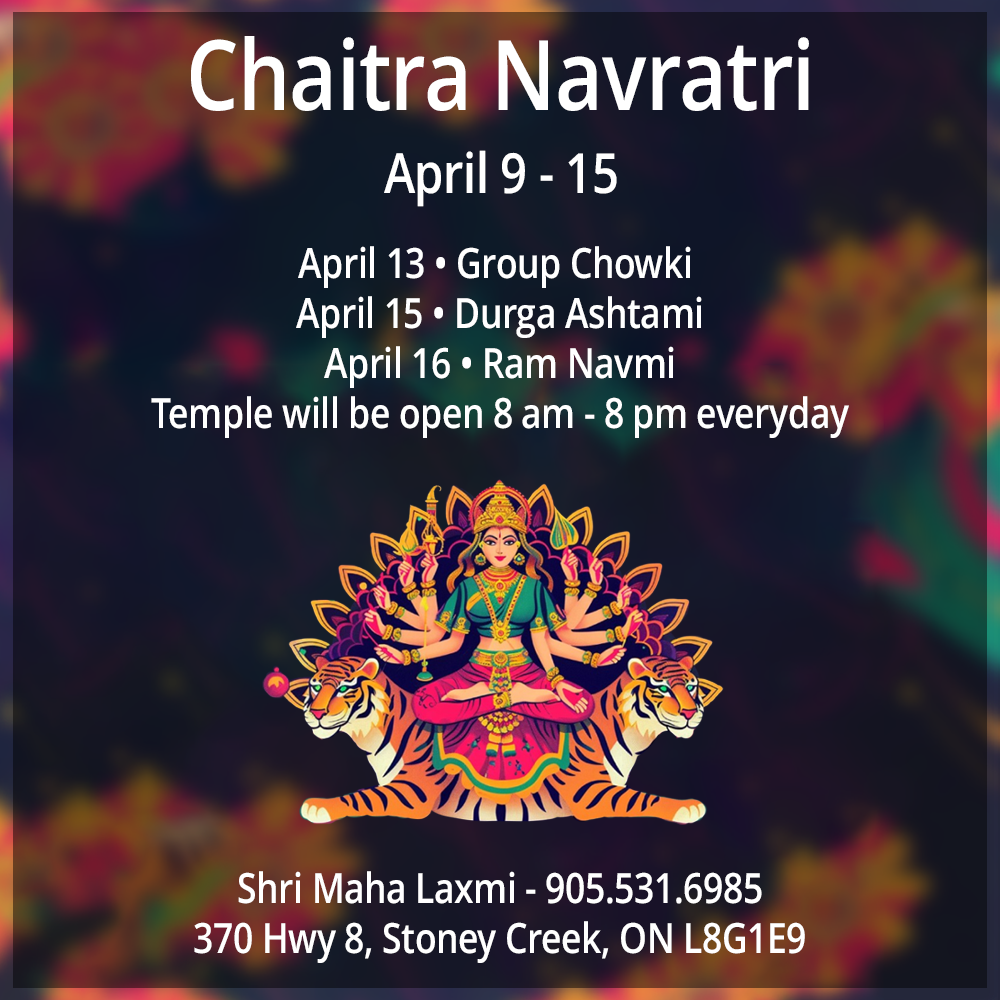 Chaitra Navratri
April 9 - 15
April 13 • Group Chowki
April 15 • Durga Ashtami
April 16 • Ram Navmi
Temple will be open 8 am - 8 pm everyday
Shri Maha Laxmi - 905.531.6985
370 Hwy 8, Stoney Creek, ON L8G1E9